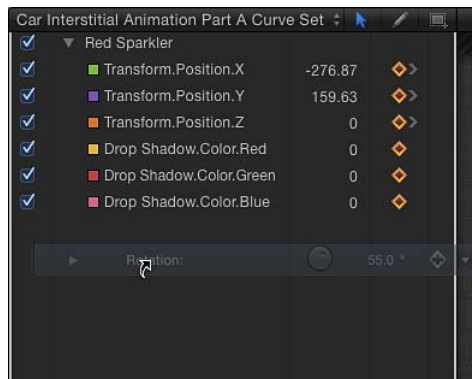 Car Interstitial Animation Part A Curve Set
Red Sparkler
Transform.Position.X -276.87
Transform.Position.Y 159.63
Transform.Position.Z 0
Drop Shadow.Color.Red 0
Drop Shadow.Color.Green 0
Drop Shadow.Color.Blue 0
Rotation: 55.0 °